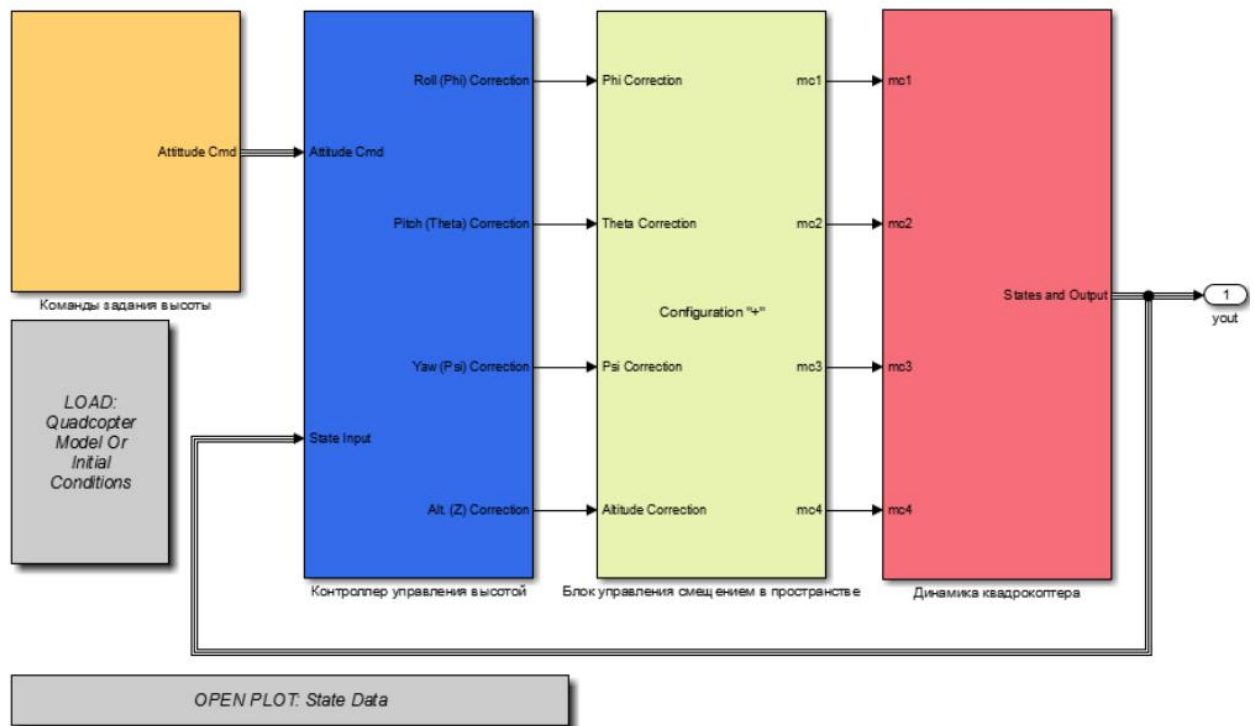 Attittude Cmd
Команды задания высоты
LOAD:
Quadcopter
Model Or
Initial
Conditions
Roll (Phi) Correction
Attitude Cmd
Pitch (Theta) Correction
Yaw (Psi) Correction
State Input
Alt. (Z) Correction
Контроллер управления высотой
Phi Correction
mc1
Theta Correction
mc2
Configuration "+"
Psi Correction
mc3
Altitude Correction
mc4
Блок управления смещением в пространстве
mc1
mc2
States and Output
mc3
mc4
Динамика квадрокоптера
1
yout
OPEN PLOT: State Data